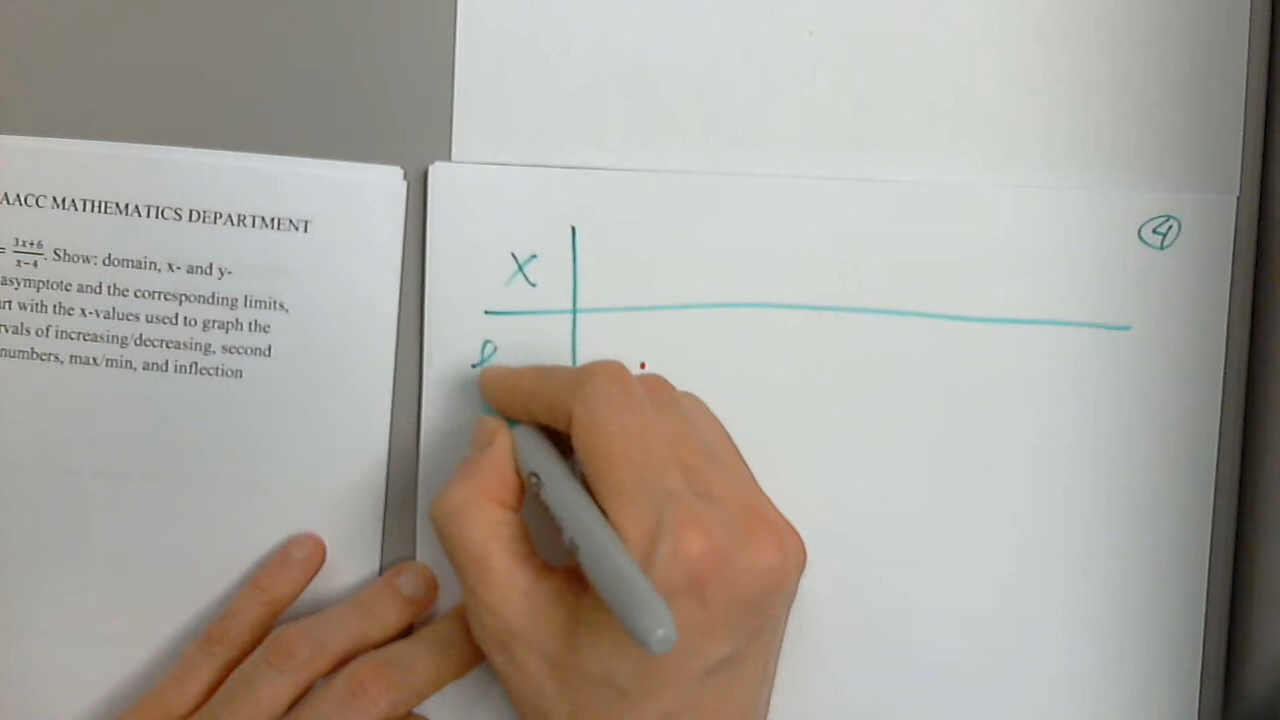 AACC MATHEMATICS DEPARTMENT
= \frac{3x+6}{x-4}. Show: domain, x- and y-
asymptote and the corresponding limits,
rt with the x-values used to graph the
rvals of increasing/decreasing, second
numbers, max/min, and inflection
4
x